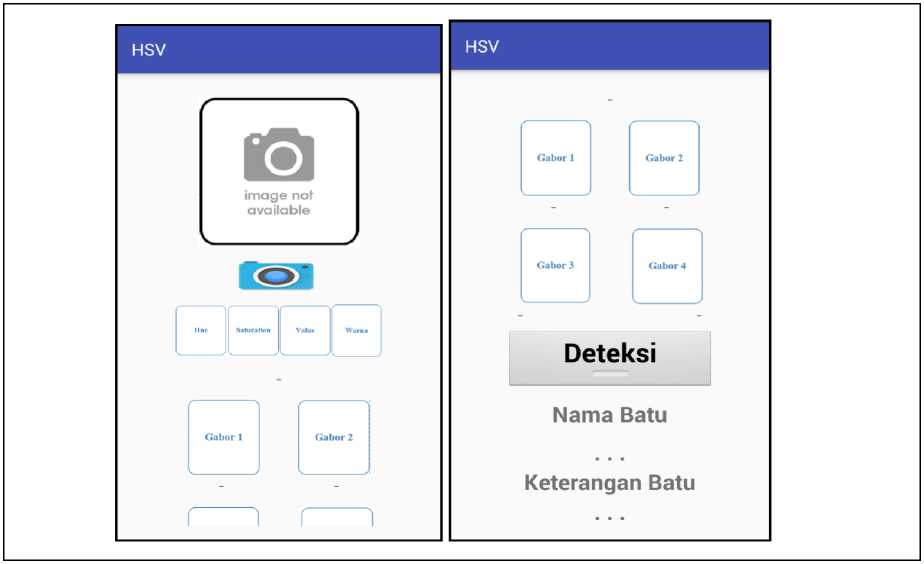 HSV
image not
available
Hue
Saturation
Value
Warna
-
Gabor 1
Gabor 2
-
-
HSV
-
Gabor 1
Gabor 2
-
-
Gabor 3
Gabor 4
-
-
Deteksi
Nama Batu
. . .
Keterangan Batu
. . .